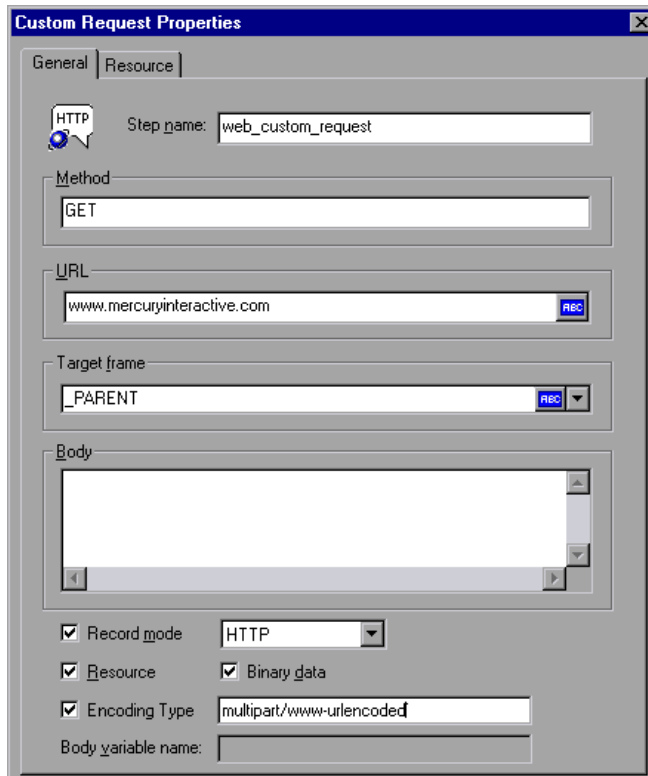 Custom Request Properties
General Resource
HTTP
Step name: web_custom_request
Method
GET
URL
www.mercuryinteractive.com ABC
Target frame
_PARENT ABC
Body
Record mode HTTP
Resource Binary data
Encoding Type multipart/www-urlencoded
Body variable name: